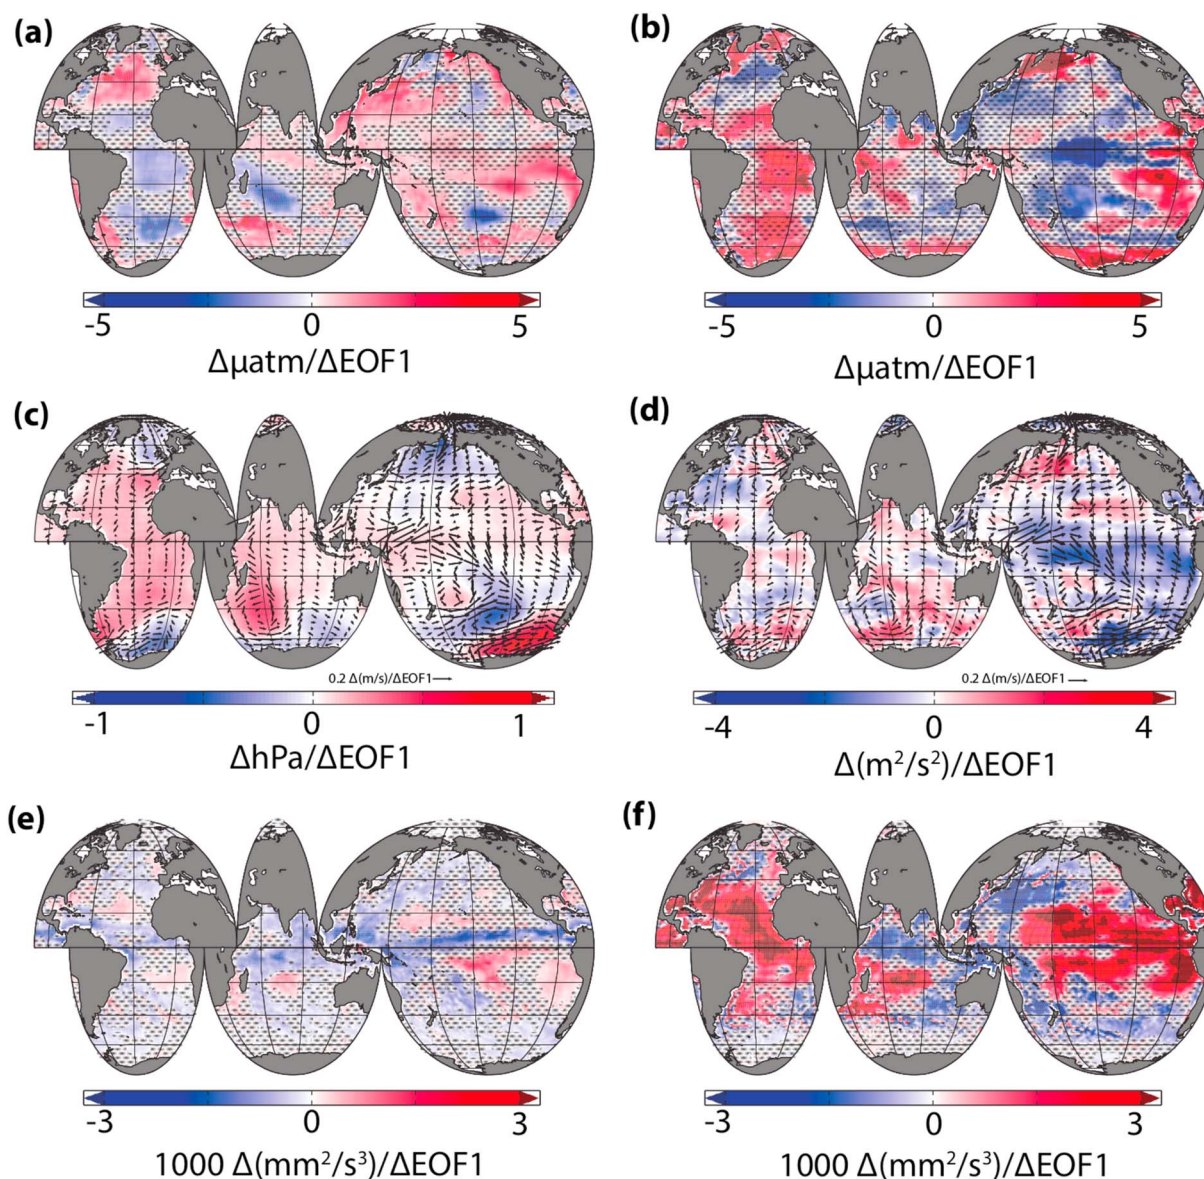 (a) (b)
-5 0 5 -5 0 5
Δμatm/ΔEOF1 Δμatm/ΔEOF1
(c) (d)
0.2 Δ(m/s)/ΔEOF1 0.2 Δ(m/s)/ΔEOF1
-1 0 1 -4 0 4
ΔhPa/ΔEOF1 Δ(m²/s²)/ΔEOF1
(e) (f)
-3 0 3 -3 0 3
1000 Δ(mm²/s³)/ΔEOF1 1000 Δ(mm²/s³)/ΔEOF1